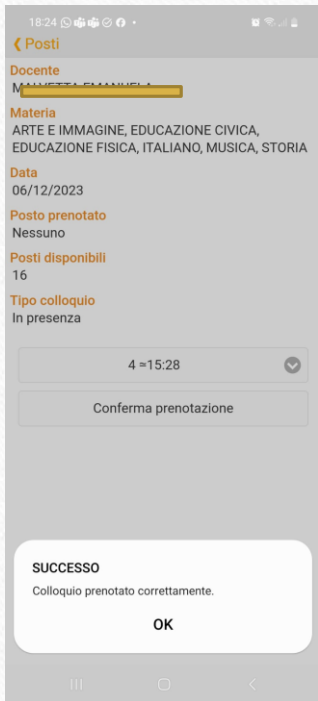 18:24
Posti
Docente
Materia
ARTE E IMMAGINE, EDUCAZIONE CIVICA,
EDUCAZIONE FISICA, ITALIANO, MUSICA, STORIA
Data
06/12/2023
Posto prenotato
Nessuno
Posti disponibili
16
Tipo colloquio
In presenza
4 ≃15:28
Conferma prenotazione
SUCCESSO
Colloquio prenotato correttamente.
OK